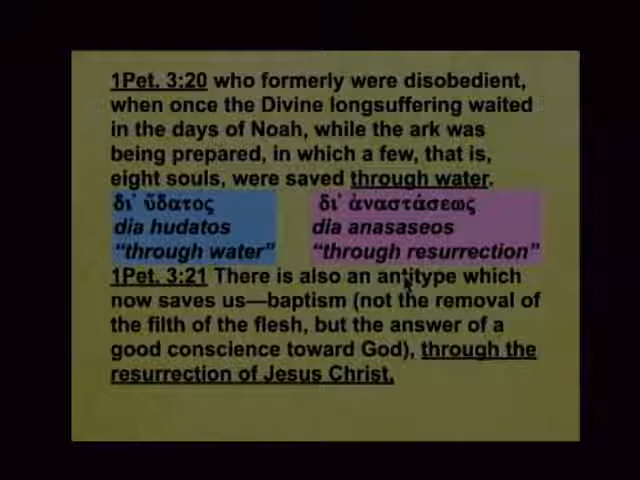 1Pet. 3:20 who formerly were disobedient,
when once the Divine longsuffering waited
in the days of Noah, while the ark was
being prepared, in which a few, that is,
eight souls, were saved through water.
δι᾽ ὕδατος δι᾽ ἀναστάσεως
dia hudatos dia anasaseos
“through water” “through resurrection”
1Pet. 3:21 There is also an antitype which
now saves us—baptism (not the removal of
the filth of the flesh, but the answer of a
good conscience toward God), through the
resurrection of Jesus Christ,